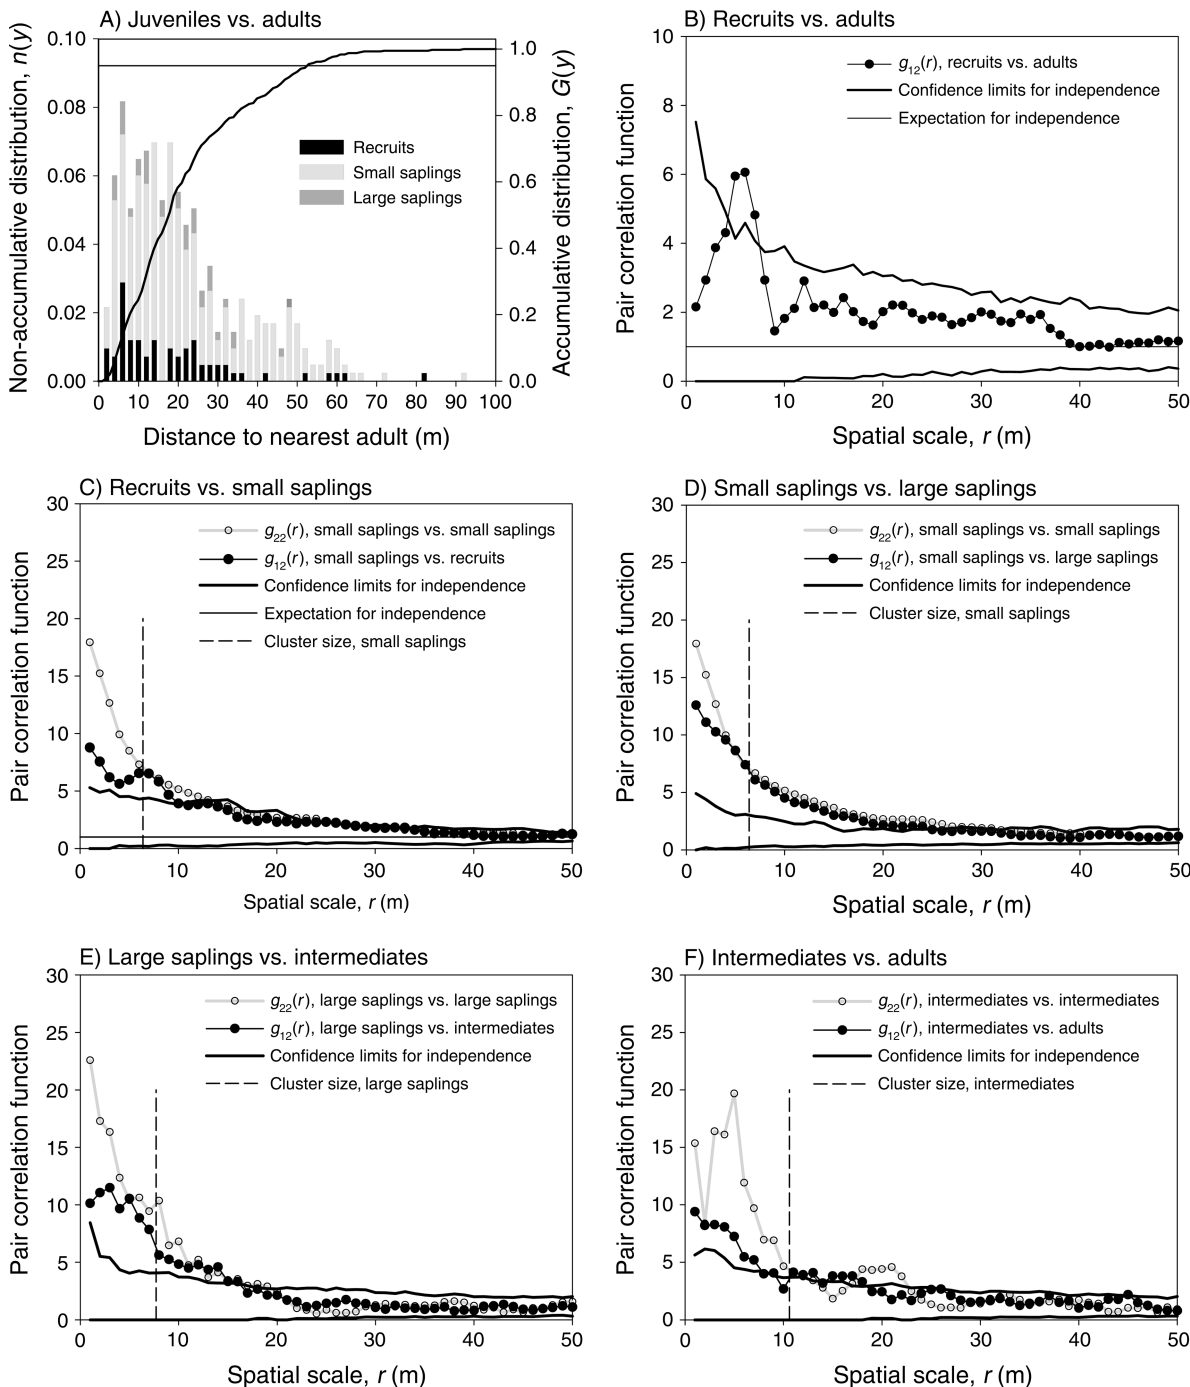 A) Juveniles vs. adults
Non-accumulative distribution, n(y)
0.10
0.08
0.06
0.04
0.02
0.00
Accumulative distribution, G(y)
1.0
0.8
0.6
0.4
0.2
0.0
Recruits
Small saplings
Large saplings
0 10 20 30 40 50 60 70 80 90 100
Distance to nearest adult (m)
B) Recruits vs. adults
Pair correlation function
10
8
6
4
2
0
g12(r), recruits vs. adults
Confidence limits for independence
Expectation for independence
0 10 20 30 40 50
Spatial scale, r (m)
C) Recruits vs. small saplings
Pair correlation function
30
25
20
15
10
5
0
g22(r), small saplings vs. small saplings
g12(r), small saplings vs. recruits
Confidence limits for independence
Expectation for independence
Cluster size, small saplings
0 10 20 30 40 50
Spatial scale, r (m)
D) Small saplings vs. large saplings
Pair correlation function
30
25
20
15
10
5
0
g22(r), small saplings vs. small saplings
g12(r), small saplings vs. large saplings
Confidence limits for independence
Cluster size, small saplings
0 10 20 30 40 50
Spatial scale, r (m)
E) Large saplings vs. intermediates
Pair correlation function
30
25
20
15
10
5
0
g22(r), large saplings vs. large saplings
g12(r), large saplings vs. intermediates
Confidence limits for independence
Cluster size, large saplings
0 10 20 30 40 50
Spatial scale, r (m)
F) Intermediates vs. adults
Pair correlation function
30
25
20
15
10
5
0
g22(r), intermediates vs. intermediates
g12(r), intermediates vs. adults
Confidence limits for independence
Cluster size, intermediates
0 10 20 30 40 50
Spatial scale, r (m)